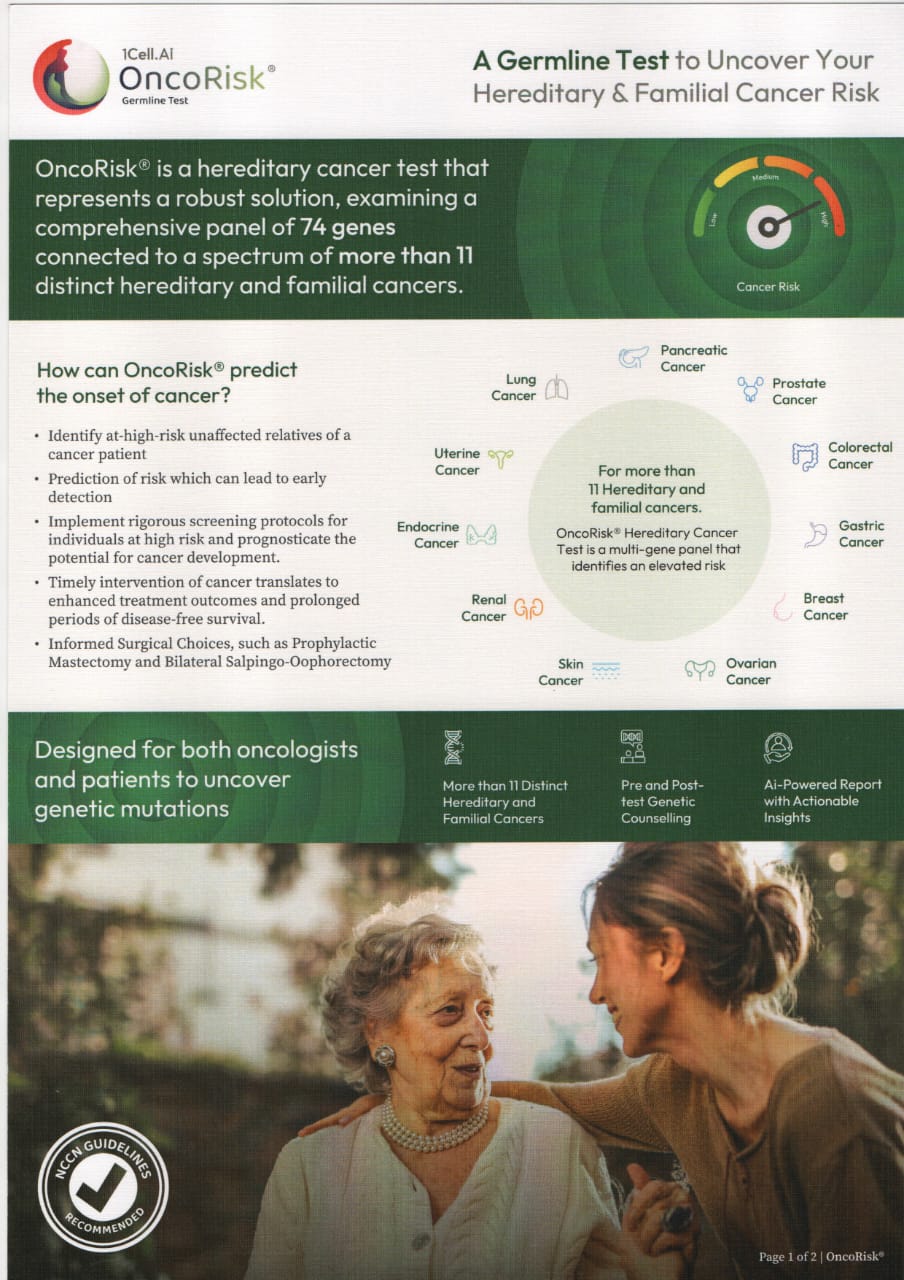 1Cell.Ai
OncoRisk®
Germline Test
A Germline Test to Uncover Your
Hereditary & Familial Cancer Risk
OncoRisk® is a hereditary cancer test that
represents a robust solution, examining a
comprehensive panel of 74 genes
connected to a spectrum of more than 11
distinct hereditary and familial cancers.
Low
Medium
High
Cancer Risk
How can OncoRisk® predict
the onset of cancer?
• Identify at-high-risk unaffected relatives of a
cancer patient
• Prediction of risk which can lead to early
detection
• Implement rigorous screening protocols for
individuals at high risk and prognosticate the
potential for cancer development.
• Timely intervention of cancer translates to
enhanced treatment outcomes and prolonged
periods of disease-free survival.
• Informed Surgical Choices, such as Prophylactic
Mastectomy and Bilateral Salpingo-Oophorectomy
Pancreatic
Cancer
Lung
Cancer
Prostate
Cancer
Uterine
Cancer
Colorectal
Cancer
Endocrine
Cancer
Gastric
Cancer
Renal
Cancer
Breast
Cancer
Skin
Cancer
Ovarian
Cancer
For more than
11 Hereditary and
familial cancers.
OncoRisk® Hereditary Cancer
Test is a multi-gene panel that
identifies an elevated risk
Designed for both oncologists
and patients to uncover
genetic mutations
More than 11 Distinct
Hereditary and
Familial Cancers
Pre and Post-
test Genetic
Counselling
Ai-Powered Report
with Actionable
Insights
NCCN GUIDELINES
RECOMMENDED
Page 1 of 2 | OncoRisk®